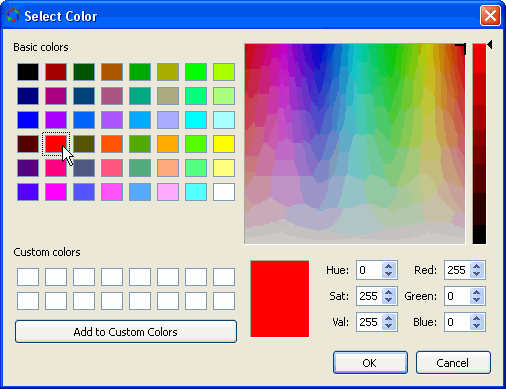 Select Color
Basic colors
Custom colors
Add to Custom Colors
Hue: 0 Red: 255
Sat: 255 Green: 0
Val: 255 Blue: 0
OK Cancel